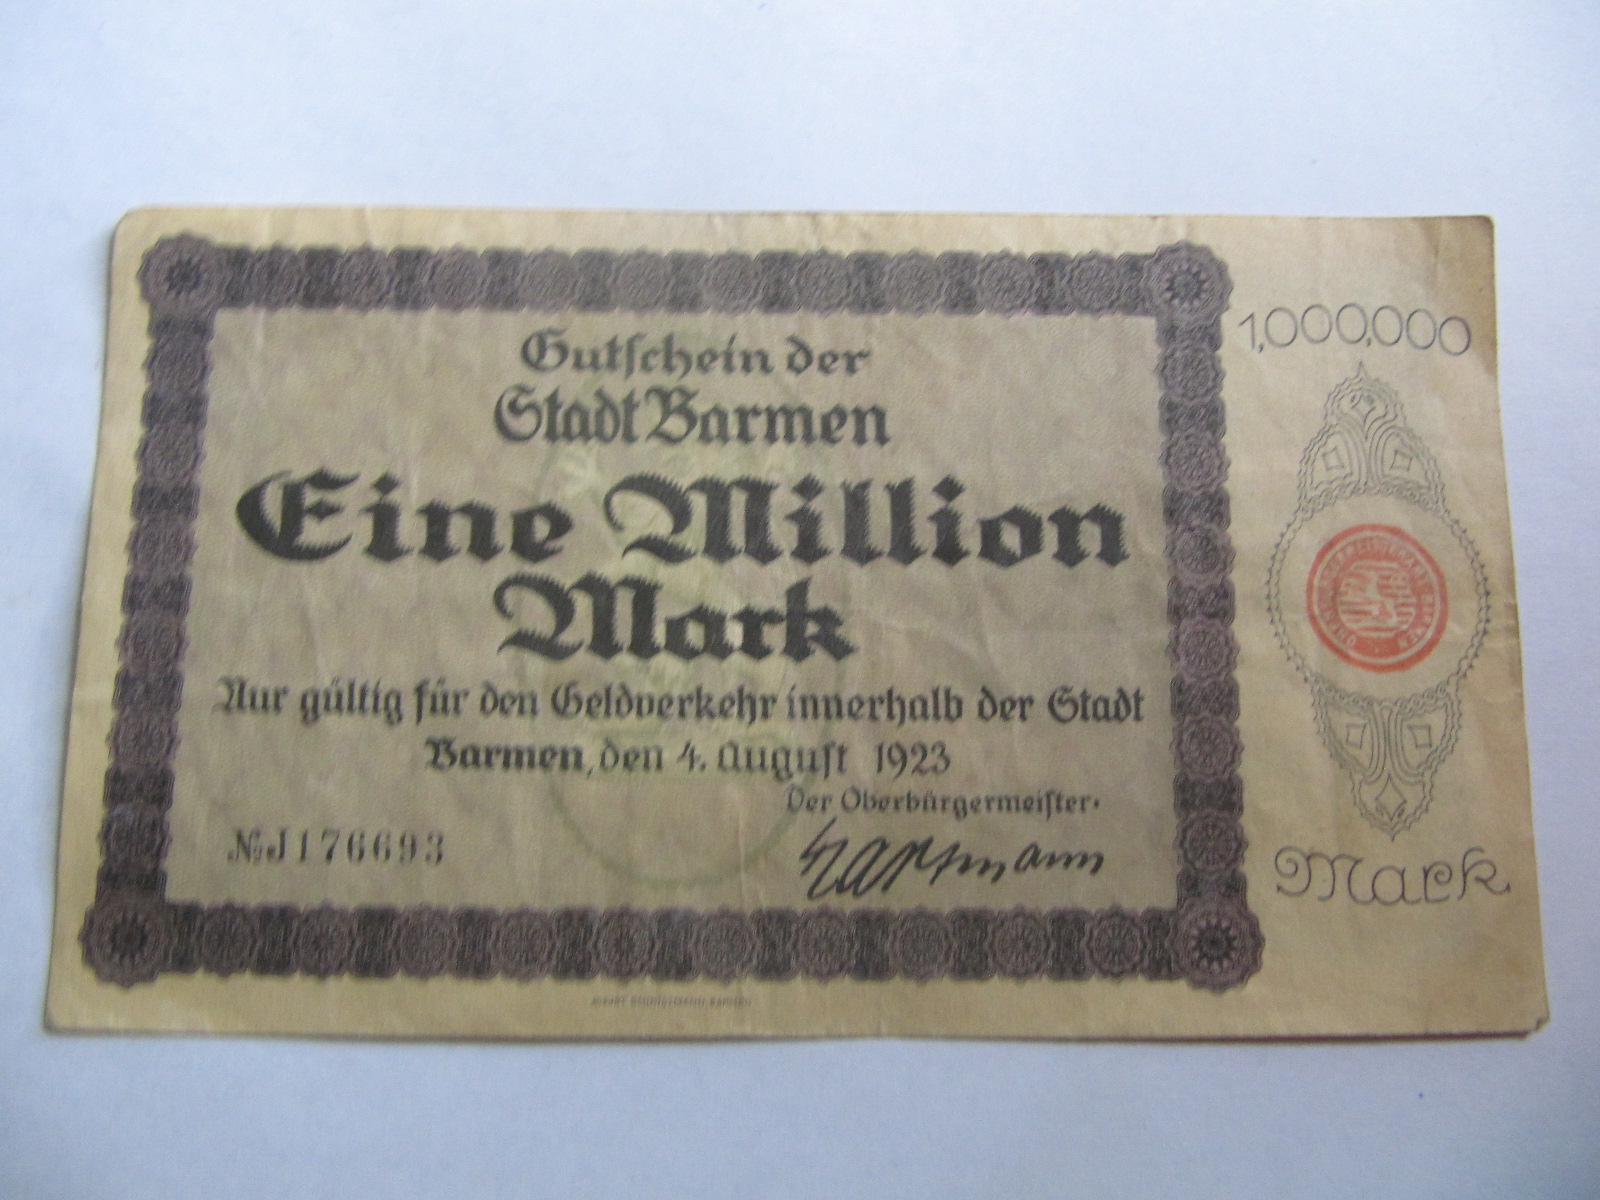 Gutschein der
Stadt Barmen
Eine Million
Mark
Nur gültig für den Geldverkehr innerhalb der Stadt
Barmen, den 4. August 1923
Der Oberbürgermeister.
Hartmann
№ J 176693
1,000,000
Mark